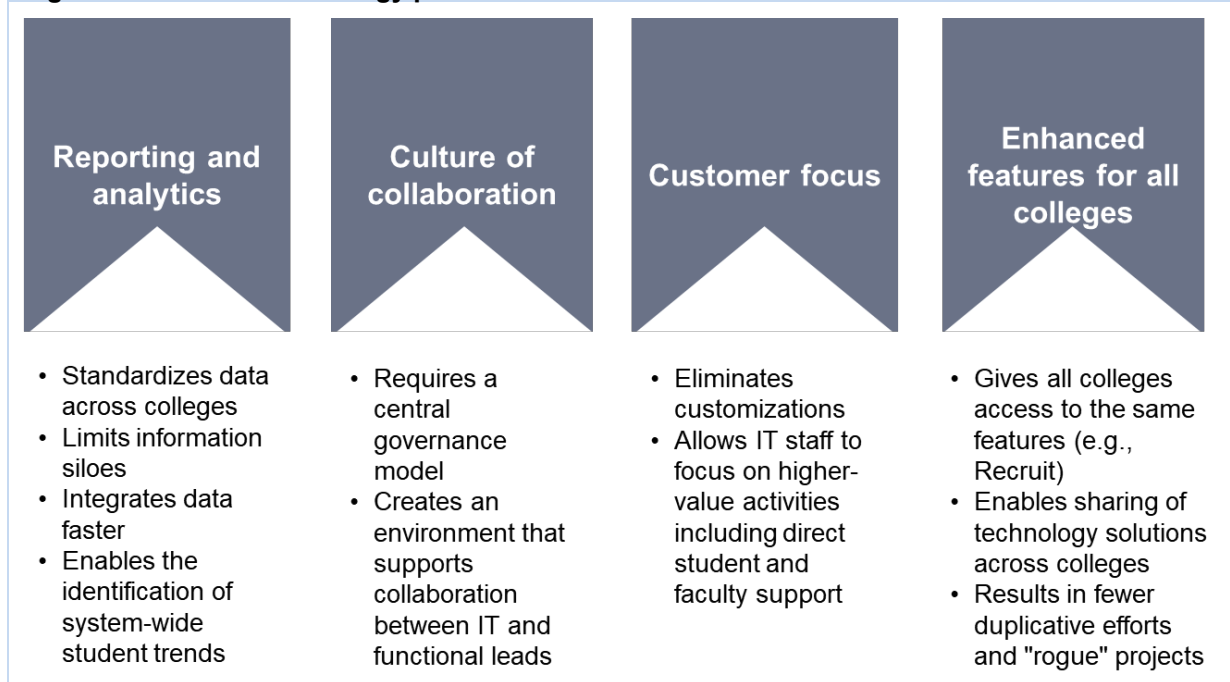 Reporting and
analytics
• Standardizes data
across colleges
• Limits information
siloes
• Integrates data
faster
• Enables the
identification of
system-wide
student trends
Culture of
collaboration
• Requires a
central
governance
model
• Creates an
environment that
supports
collaboration
between IT and
functional leads
Customer focus
• Eliminates
customizations
• Allows IT staff to
focus on higher-
value activities
including direct
student and
faculty support
Enhanced
features for all
colleges
• Gives all colleges
access to the same
features (e.g.,
Recruit)
• Enables sharing of
technology solutions
across colleges
• Results in fewer
duplicative efforts
and "rogue" projects